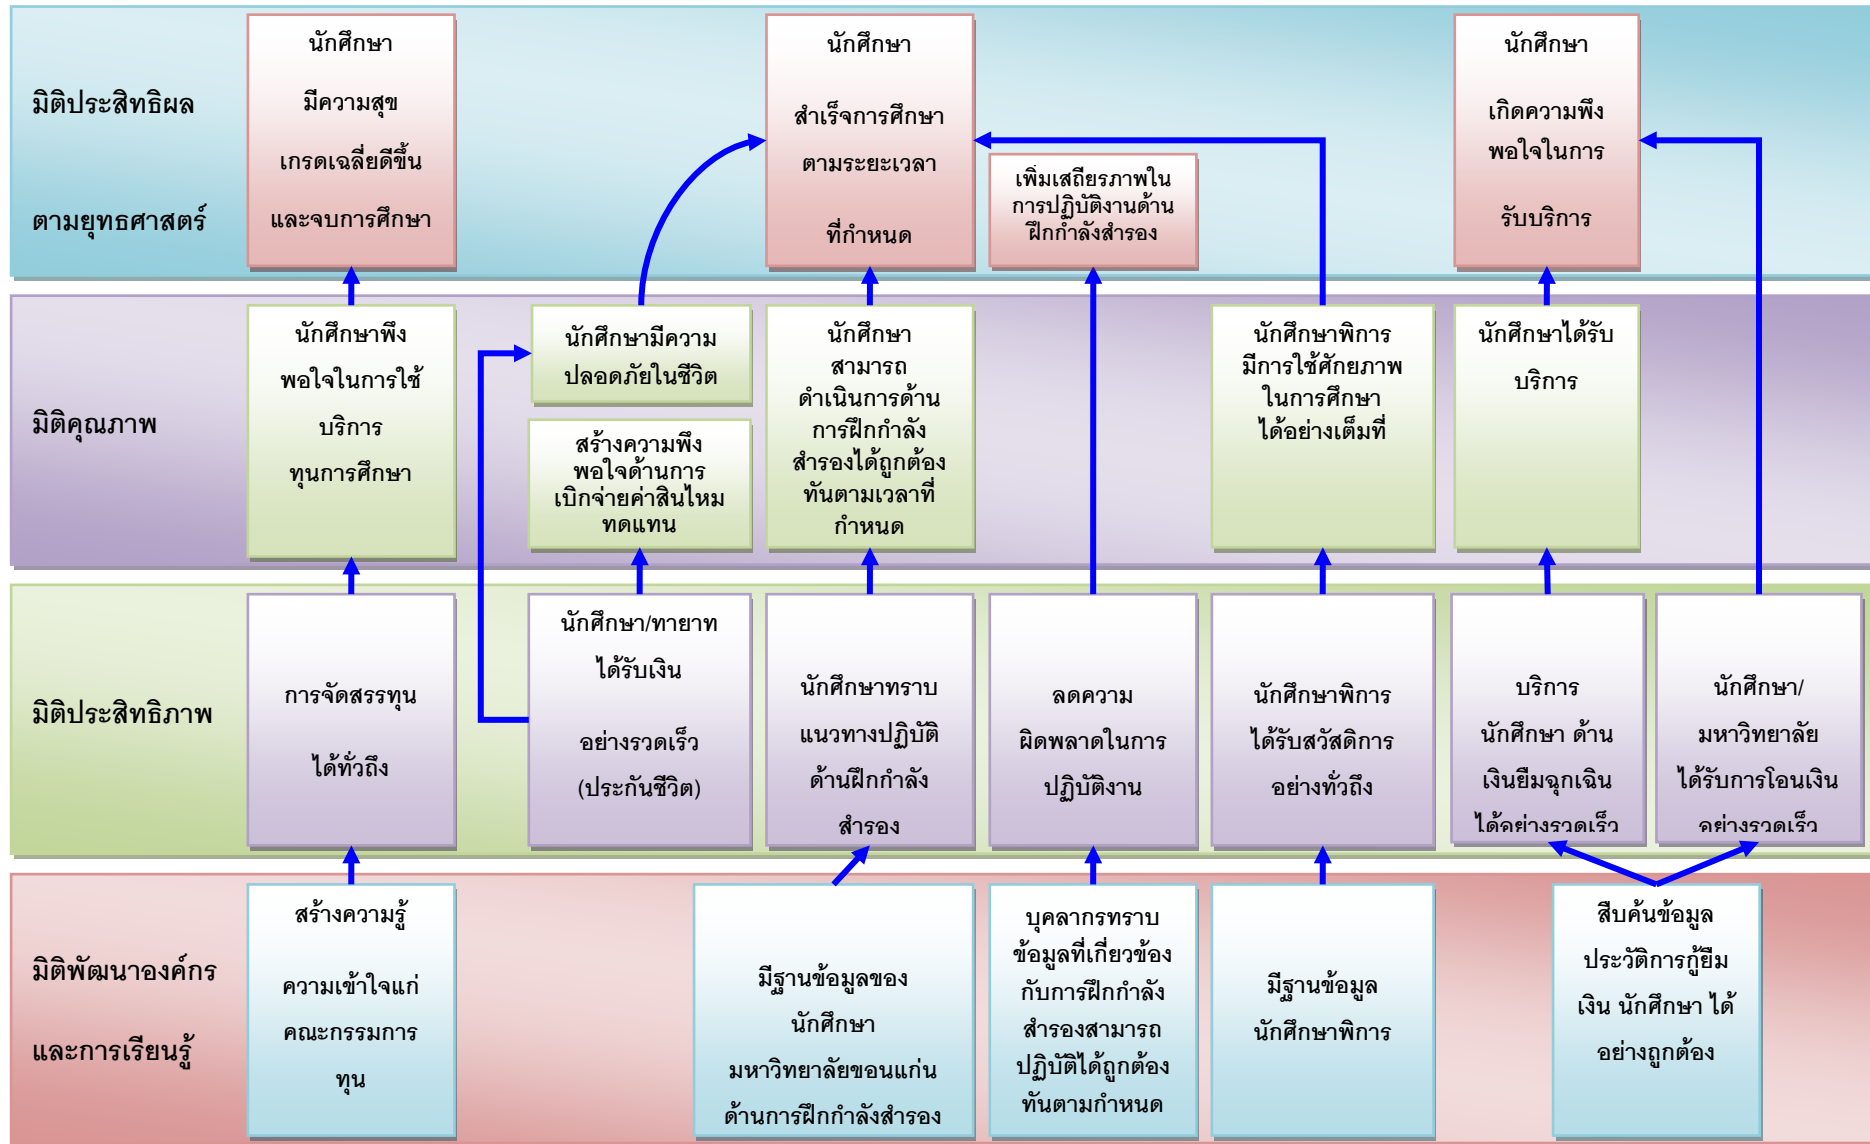 มิติประสิทธิผล
ตามยุทธศาสตร์
นักศึกษา
มีความสุข
เกรดเฉลี่ยดีขึ้น
และจบการศึกษา
นักศึกษา
สำเร็จการศึกษา
ตามระยะเวลา
ที่กำหนด
เพิ่มเสถียรภาพใน
การปฏิบัติงานด้าน
ฝึกกำลังสำรอง
นักศึกษา
เกิดความพึง
พอใจในการ
รับบริการ
มิติคุณภาพ
นักศึกษาพึง
พอใจในการใช้
บริการ
ทุนการศึกษา
นักศึกษามีความ
ปลอดภัยในชีวิต
สร้างความพึง
พอใจด้านการ
เบิกจ่ายค่าสินไหม
ทดแทน
นักศึกษา
สามารถ
ดำเนินการด้าน
การฝึกกำลัง
สำรองได้ถูกต้อง
ทันตามเวลาที่
กำหนด
นักศึกษาพิการ
มีการใช้ศักยภาพ
ในการศึกษา
ได้อย่างเต็มที่
นักศึกษาได้รับ
บริการ
มิติประสิทธิภาพ
การจัดสรรทุน
ได้ทั่วถึง
นักศึกษา/ทายาท
ได้รับเงิน
อย่างรวดเร็ว
(ประกันชีวิต)
นักศึกษาทราบ
แนวทางปฏิบัติ
ด้านฝึกกำลัง
สำรอง
ลดความ
ผิดพลาดในการ
ปฏิบัติงาน
นักศึกษาพิการ
ได้รับสวัสดิการ
อย่างทั่วถึง
บริการ
นักศึกษา ด้าน
เงินยืมฉุกเฉิน
ได้อย่างรวดเร็ว
นักศึกษา/
มหาวิทยาลัย
ได้รับการโอนเงิน
อย่างรวดเร็ว
มิติพัฒนาองค์กร
และการเรียนรู้
สร้างความรู้
ความเข้าใจแก่
คณะกรรมการ
ทุน
มีฐานข้อมูลของ
นักศึกษา
มหาวิทยาลัยขอนแก่น
ด้านการฝึกกำลังสำรอง
บุคลากรทราบ
ข้อมูลที่เกี่ยวข้อง
กับการฝึกกำลัง
สำรองสามารถ
ปฏิบัติได้ถูกต้อง
ทันตามกำหนด
มีฐานข้อมูล
นักศึกษาพิการ
สืบค้นข้อมูล
ประวัติการกู้ยืม
เงิน นักศึกษา ได้
อย่างถูกต้อง